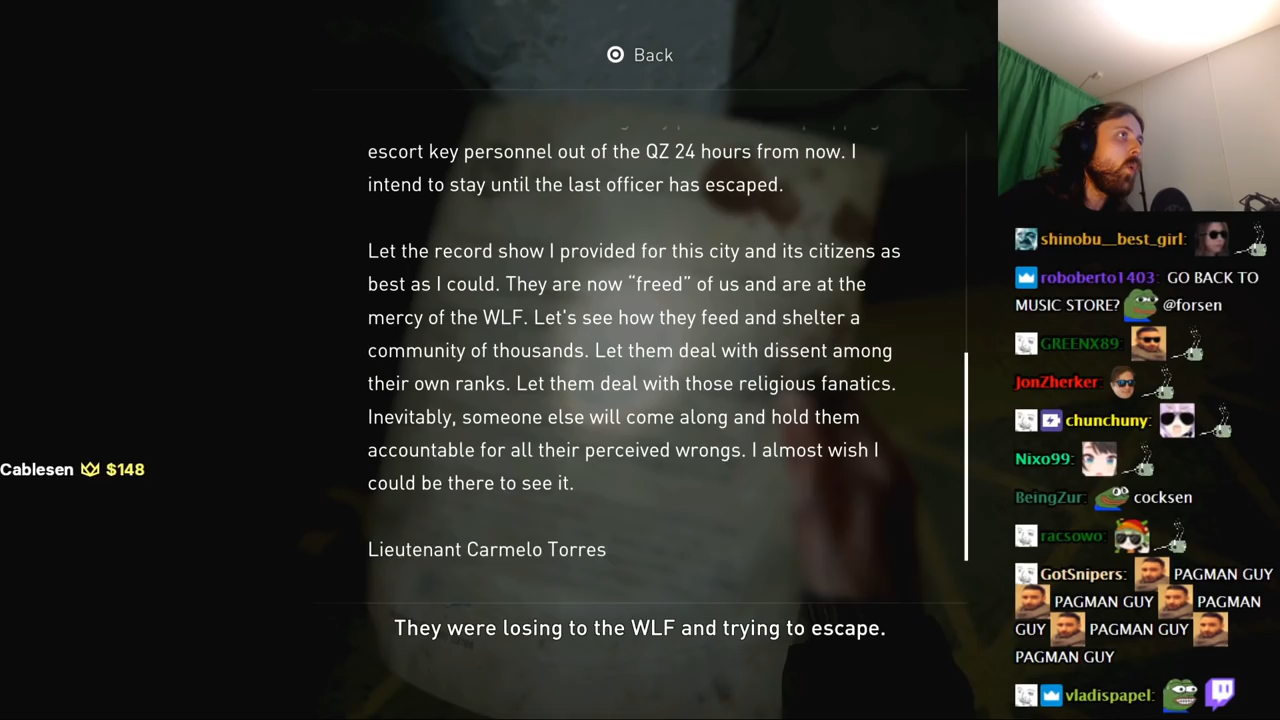 Back
escort key personnel out of the QZ 24 hours from now. I
intend to stay until the last officer has escaped.
Let the record show I provided for this city and its citizens as
best as I could. They are now “freed” of us and are at the
mercy of the WLF. Let's see how they feed and shelter a
community of thousands. Let them deal with dissent among
their own ranks. Let them deal with those religious fanatics.
Inevitably, someone else will come along and hold them
accountable for all their perceived wrongs. I almost wish I
could be there to see it.
Lieutenant Carmelo Torres
They were losing to the WLF and trying to escape.
Cablesen $148
shinobu__best_girl:
roboberto1403: GO BACK TO
MUSIC STORE? @forsen
GREENX89:
JonZherker:
chunchuny:
Nixo99:
BeingZur: cocksen
racsowo:
GotSnipers: PAGMAN GUY
PAGMAN GUY PAGMAN
GUY PAGMAN GUY
PAGMAN GUY
vladispapel: